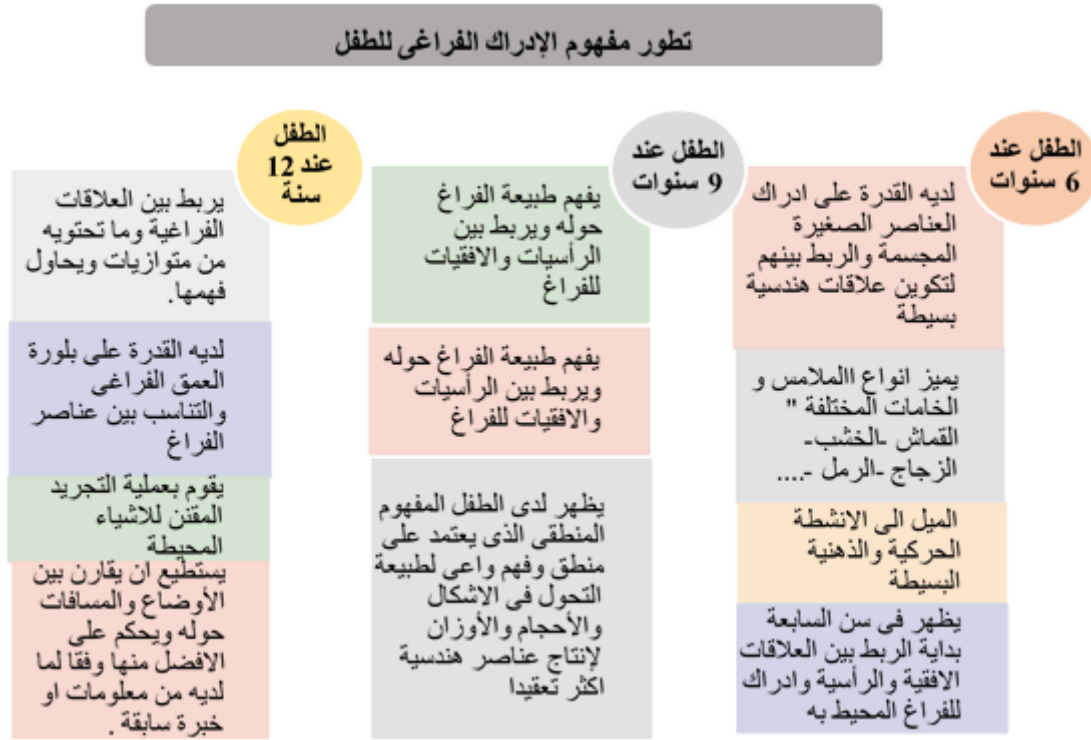 تطور مفهوم الإدراك الفراغى للطفل
الطفل عند
6 سنوات
لديه القدرة على ادراك
العناصر الصغيرة
المجسمة والربط بينهم
لتكوين علاقات هندسية
بسيطة
يميز انواع االملامس و
الخامات المختلفة "
القماش -الخشب-
الزجاج -الرمل -....
الميل الى الانشطة
الحركية والذهنية
البسيطة
يظهر فى سن السابعة
بداية الربط بين العلاقات
الافقية والرأسية وادراك
للفراغ المحيط به
الطفل عند
9 سنوات
يفهم طبيعة الفراغ
حوله ويربط بين
الرأسيات والافقيات
للفراغ
يفهم طبيعة الفراغ حوله
ويربط بين الرأسيات
والافقيات للفراغ
يظهر لدى الطفل المفهوم
المنطقى الذى يعتمد على
منطق وفهم واعى لطبيعة
التحول فى الاشكال
والأحجام والأوزان
لإنتاج عناصر هندسية
اكثر تعقيدا
الطفل
عند 12
سنة
يربط بين العلاقات
الفراغية وما تحتويه
من متوازيات ويحاول
فهمها.
لديه القدرة على بلورة
العمق الفراغى
والتناسب بين عناصر
الفراغ
يقوم بعملية التجريد
المقنن للاشياء
المحيطة
يستطيع ان يقارن بين
الأوضاع والمسافات
حوله ويحكم على
الافضل منها وفقا لما
لديه من معلومات او
خبرة سابقة .